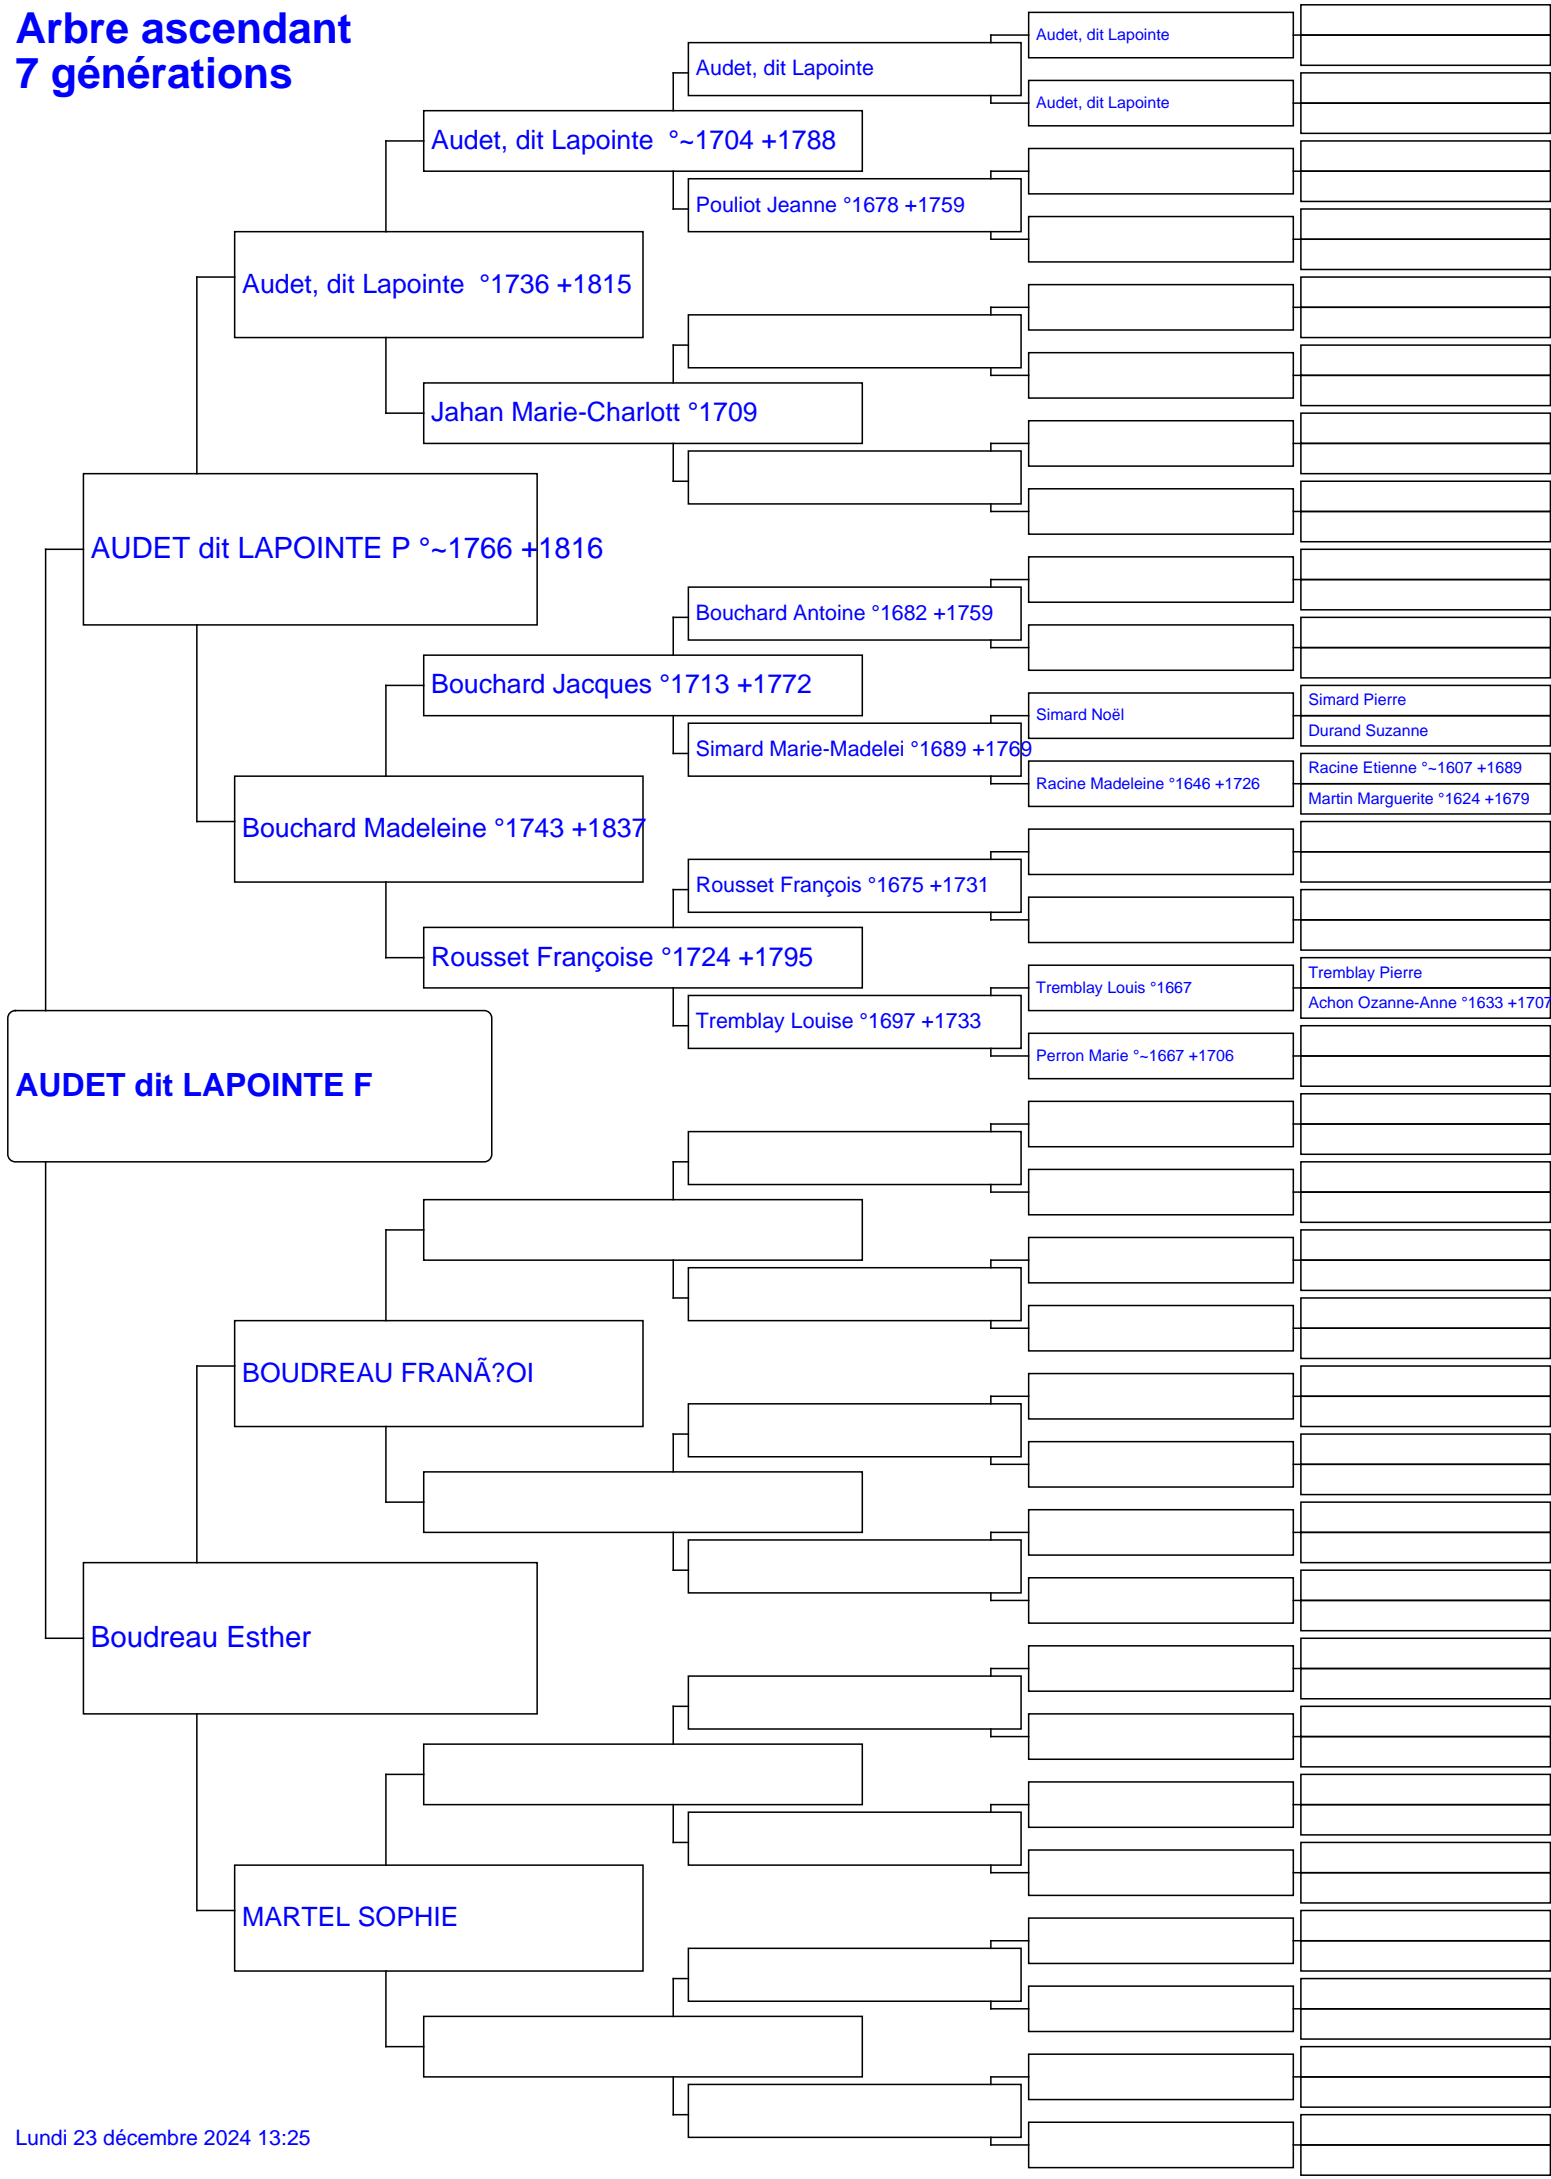 Arbre ascendant
7 générations
Audet, dit Lapointe
Audet, dit Lapointe
Audet, dit Lapointe
Audet, dit Lapointe  °~1704 +1788
Pouliot Jeanne °1678 +1759
Audet, dit Lapointe  °1736 +1815
Jahan Marie-Charlott °1709
AUDET dit LAPOINTE P °~1766 +1816
Bouchard Antoine °1682 +1759
Bouchard Jacques °1713 +1772
Simard Noël
Simard Pierre
Durand Suzanne
Simard Marie-Madelei °1689 +1769
Racine Madeleine °1646 +1726
Racine Etienne °~1607 +1689
Martin Marguerite °1624 +1679
Bouchard Madeleine °1743 +1837
Rousset François °1675 +1731
Rousset Françoise °1724 +1795
Tremblay Louis °1667
Tremblay Pierre
Achon Ozanne-Anne °1633 +1707
Tremblay Louise °1697 +1733
Perron Marie °~1667 +1706
AUDET dit LAPOINTE F
BOUDREAU FRANÃ?OI
Boudreau Esther
MARTEL SOPHIE
Lundi 23 décembre 2024 13:25